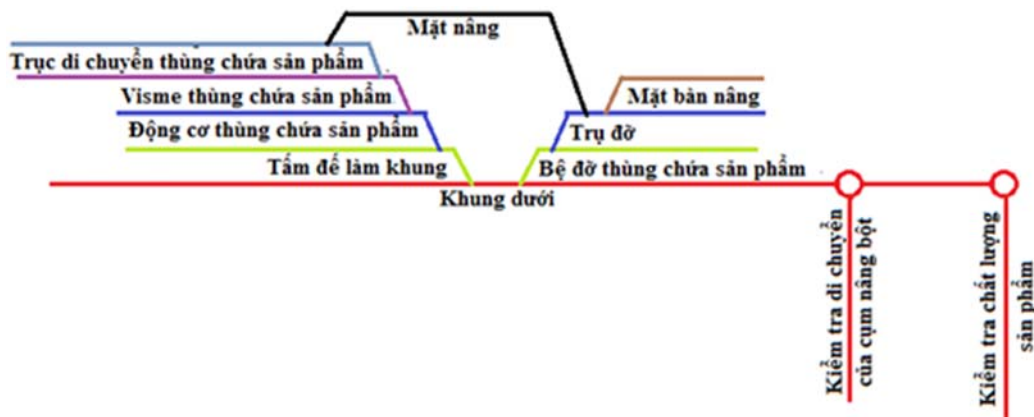 Mặt nâng
Trục di chuyển thùng chứa sản phẩm
Visme thùng chứa sản phẩm
Mặt bàn nâng
Động cơ thùng chứa sản phẩm
Trụ đỡ
Tấm đế làm khung
Bệ đỡ thùng chứa sản phẩm
Khung dưới
Kiểm tra di chuyển
của cụm nâng bột
Kiểm tra chất lượng
sản phẩm